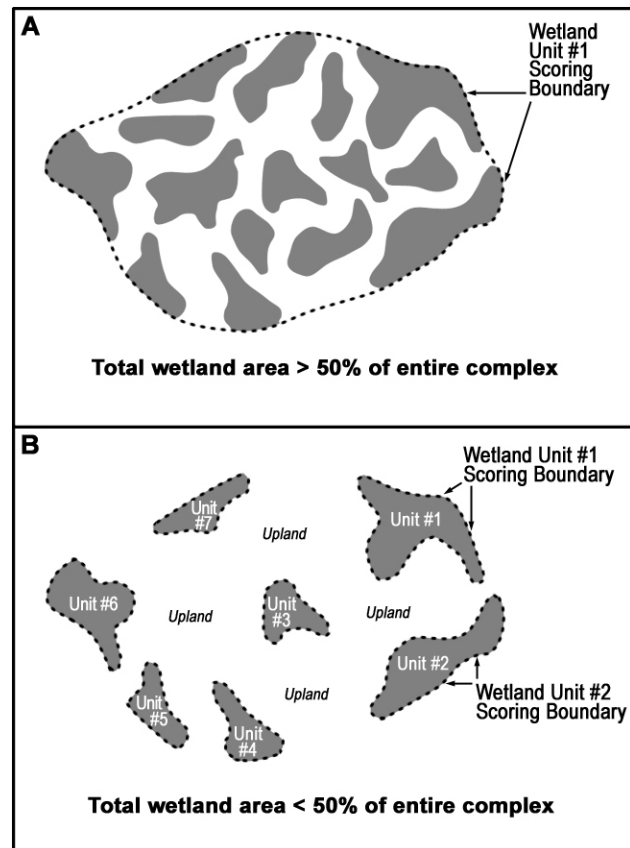 A
Wetland
Unit #1
Scoring
Boundary
Total wetland area > 50% of entire complex
B
Wetland Unit #1
Scoring Boundary
Unit
#7
Upland
Unit #1
Unit #6
Upland
Unit
#3
Upland
Unit #2
Upland
Unit
#5
Unit
#4
Wetland Unit #2
Scoring Boundary
Total wetland area < 50% of entire complex